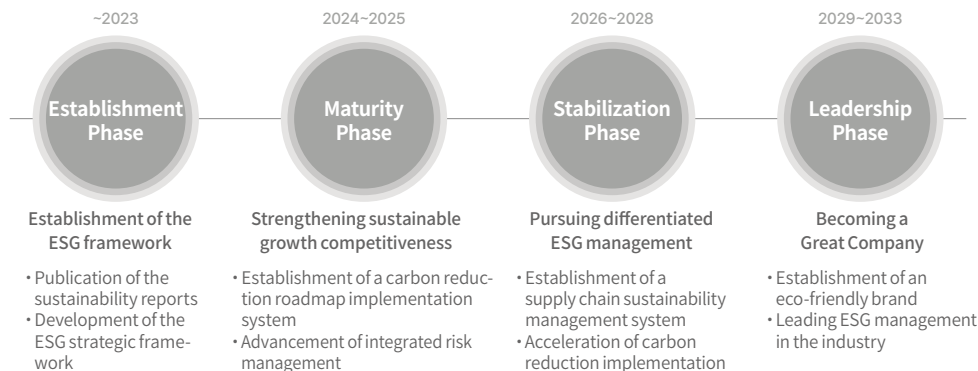 ~2023
Establishment
Phase
Establishment of the
ESG framework
• Publication of the
sustainability reports
• Development of the
ESG strategic frame-
work
2024~2025
Maturity
Phase
Strengthening sustainable
growth competitiveness
• Establishment of a carbon reduc-
tion roadmap implementation
system
• Advancement of integrated risk
management
2026~2028
Stabilization
Phase
Pursuing differentiated
ESG management
• Establishment of a
supply chain sustainability
management system
• Acceleration of carbon
reduction implementation
2029~2033
Leadership
Phase
Becoming a
Great Company
• Establishment of an
eco-friendly brand
• Leading ESG management
in the industry